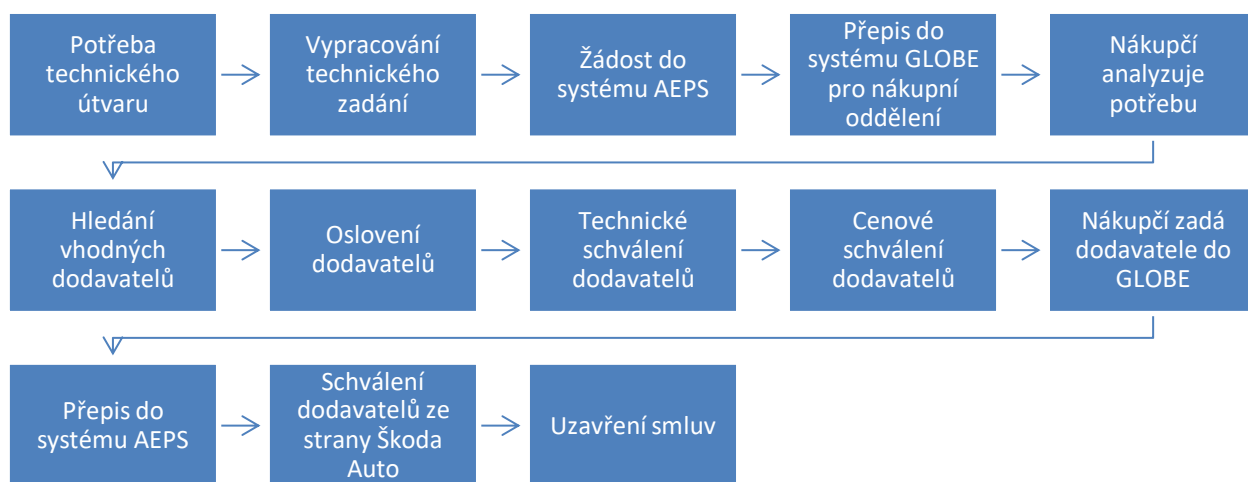 Potřeba
technického
útvaru
Vypracování
technického
zadání
Žádost do
systému AEPS
Přepis do
systému GLOBE
pro nákupní
oddělení
Nákupčí
analyzuje
potřebu
Hledání
vhodných
dodavatelů
Oslovení
dodavatelů
Technické
schválení
dodavatelů
Cenové
schválení
dodavatelů
Nákupčí zadá
dodavatele do
GLOBE
Přepis do
systému AEPS
Schválení
dodavatelů ze
strany Škoda
Auto
Uzavření smluv